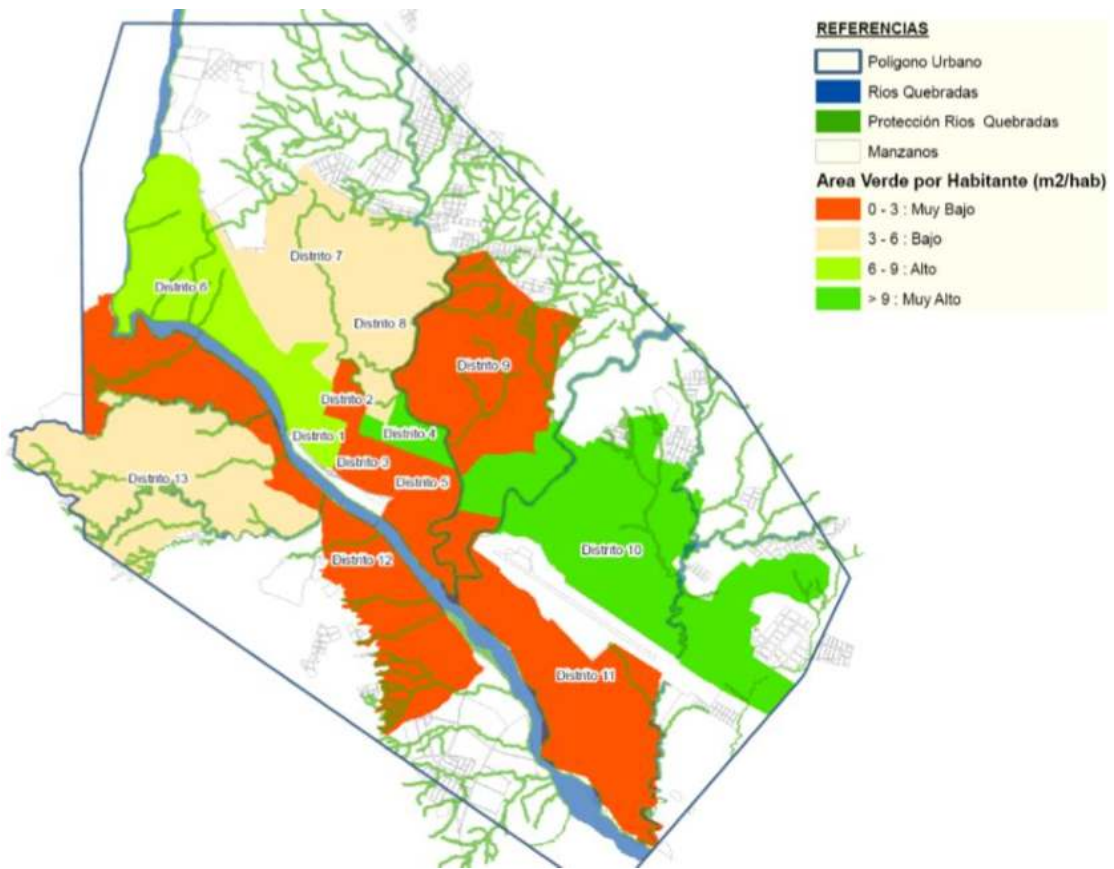 REFERENCIAS
Poligono Urbano
Rios Quebradas
Protección Rios Quebradas
Manzanos
Area Verde por Habitante (m2/hab)
0 - 3 : Muy Bajo
3 - 6 : Bajo
6 - 9 : Alto
> 9 : Muy Alto
Distrito 7
Distrito 6
Distrito 8
Distrito 9
Distrito 2
Distrito 1
Distrito 4
Distrito 3
Distrito 5
Distrito 13
Distrito 12
Distrito 10
Distrito 11